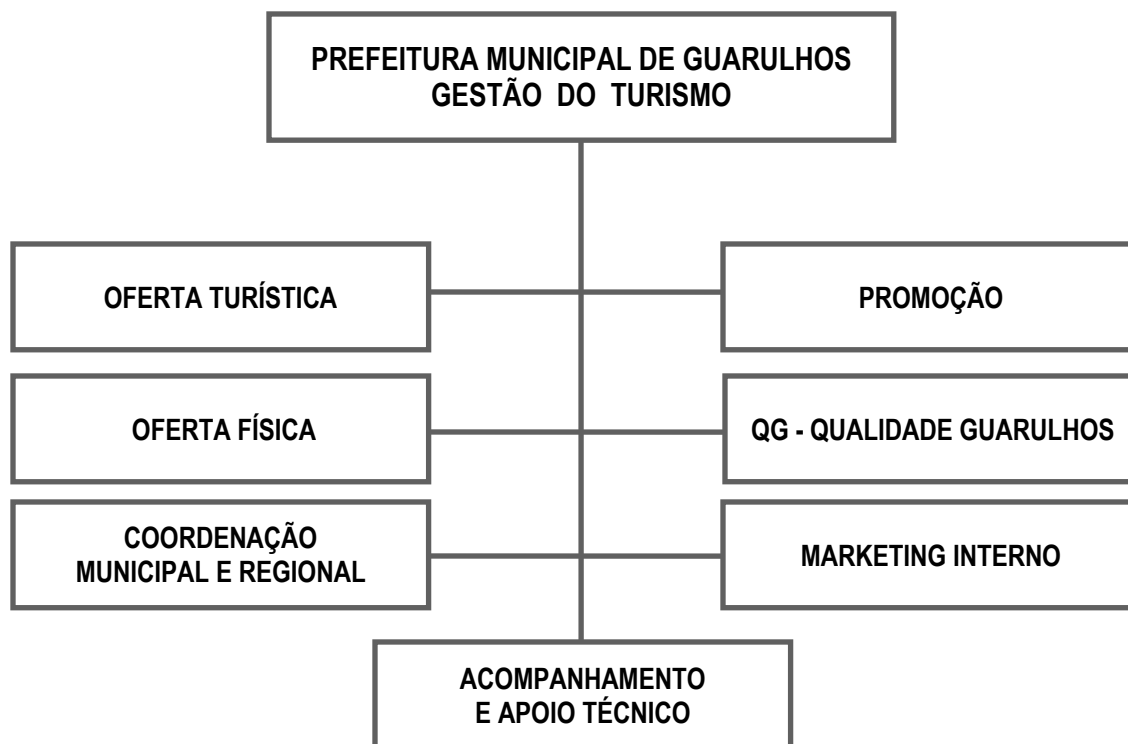 PREFEITURA MUNICIPAL DE GUARULHOS
GESTÃO DO TURISMO
OFERTA TURÍSTICA
PROMOÇÃO
OFERTA FÍSICA
QG - QUALIDADE GUARULHOS
COORDENAÇÃO
MUNICIPAL E REGIONAL
MARKETING INTERNO
ACOMPANHAMENTO
E APOIO TÉCNICO